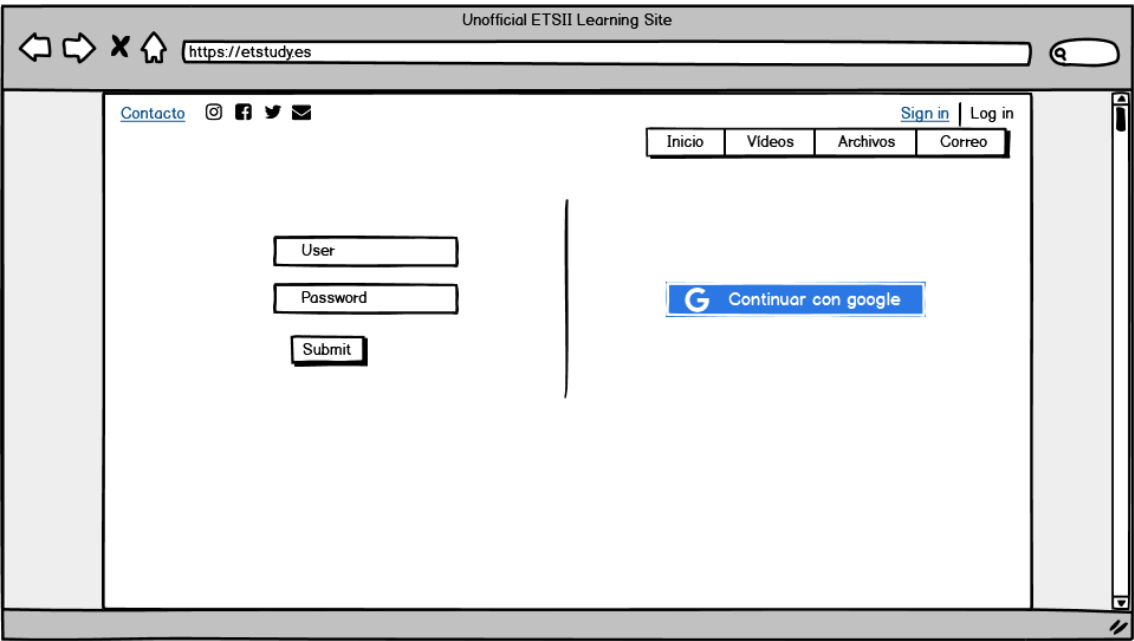 Unofficial ETSII Learning Site
https://etstudy.es
Contacto
Sign in | Log in
Inicio Vídeos Archivos Correo
User
Password
Submit
G Continuar con google